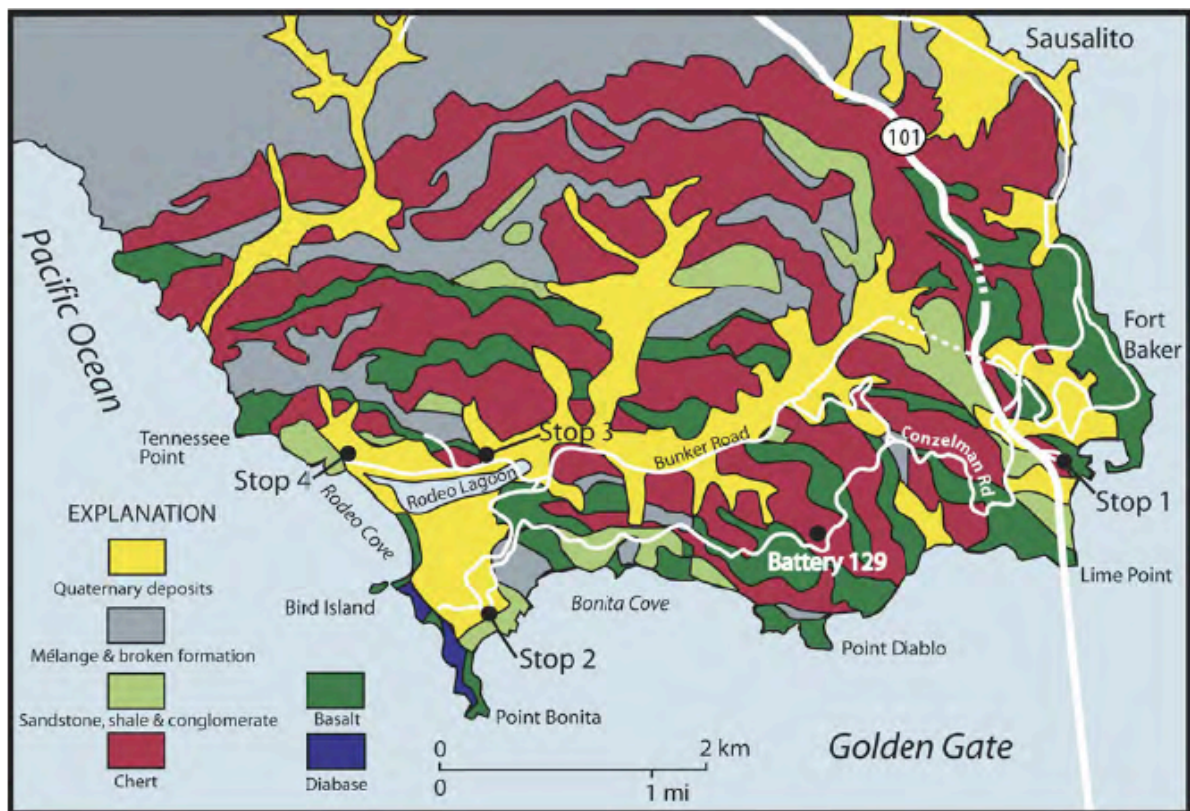 Sausalito
101
Pacific Ocean
Fort
Baker
Tennessee
Point
Stop 3
Bunker Road
Conzelman Rd
Stop 4
Rodeo Lagoon
Stop 1
EXPLANATION
Rodeo Cove
Quaternary deposits
Battery 129
Lime Point
Bird Island
Bonita Cove
Mélange & broken formation
Stop 2
Point Diablo
Sandstone, shale & conglomerate
Basalt
Point Bonita
Chert
Diabase
0 2 km
0 1 mi
Golden Gate